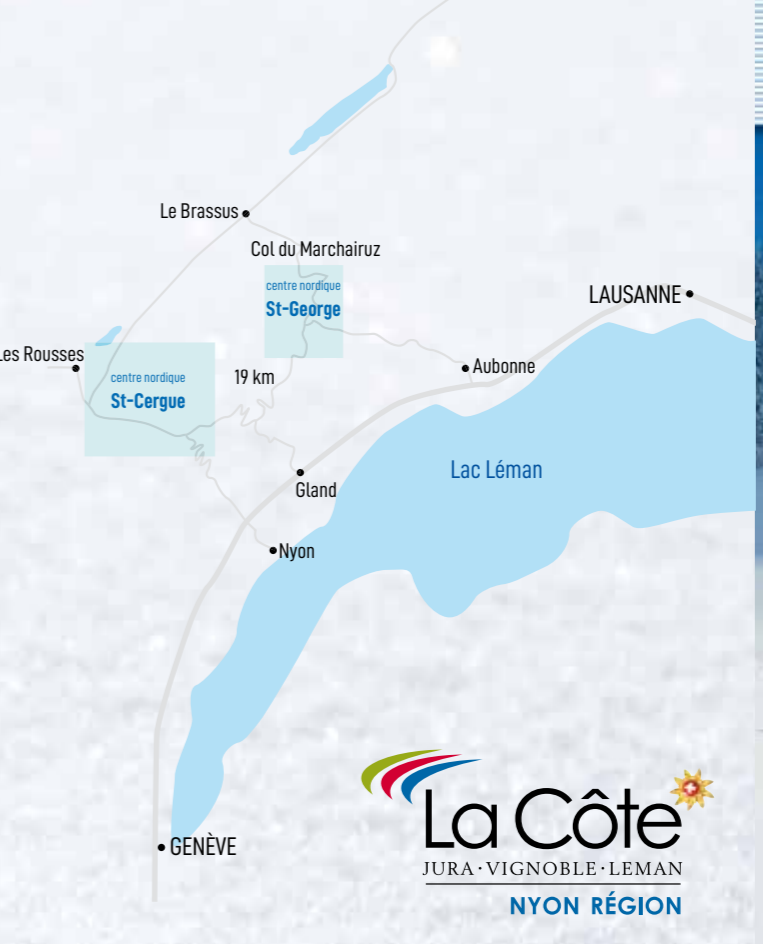 Le Brassus
Col du Marchairuz
centre nordique
St-George
LAUSANNE
Les Rousses
centre nordique
St-Cergue
19 km
Aubonne
Lac Léman
Gland
Nyon
GENÈVE
La Côte
JURA·VIGNOBLE·LEMAN
NYON RÉGION